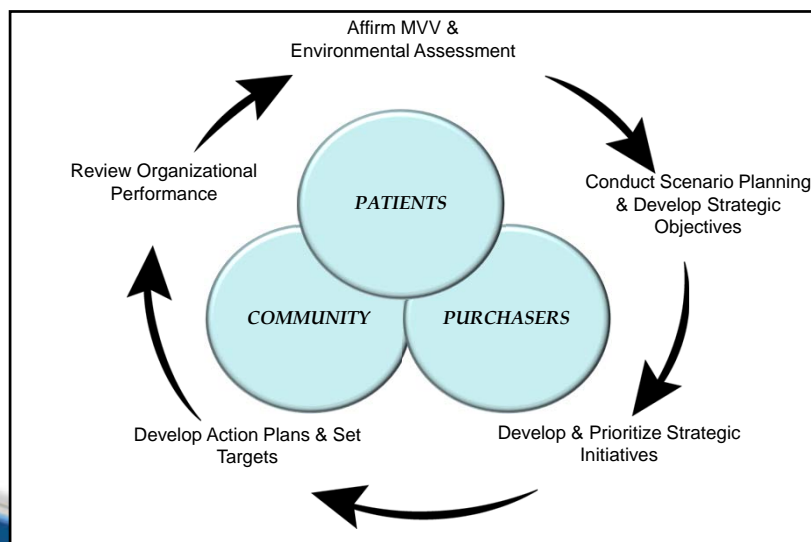 Affirm MVV &
Environmental Assessment
Conduct Scenario Planning
& Develop Strategic
Objectives
Develop & Prioritize Strategic
Initiatives
Develop Action Plans & Set
Targets
Review Organizational
Performance
PATIENTS
COMMUNITY
PURCHASERS